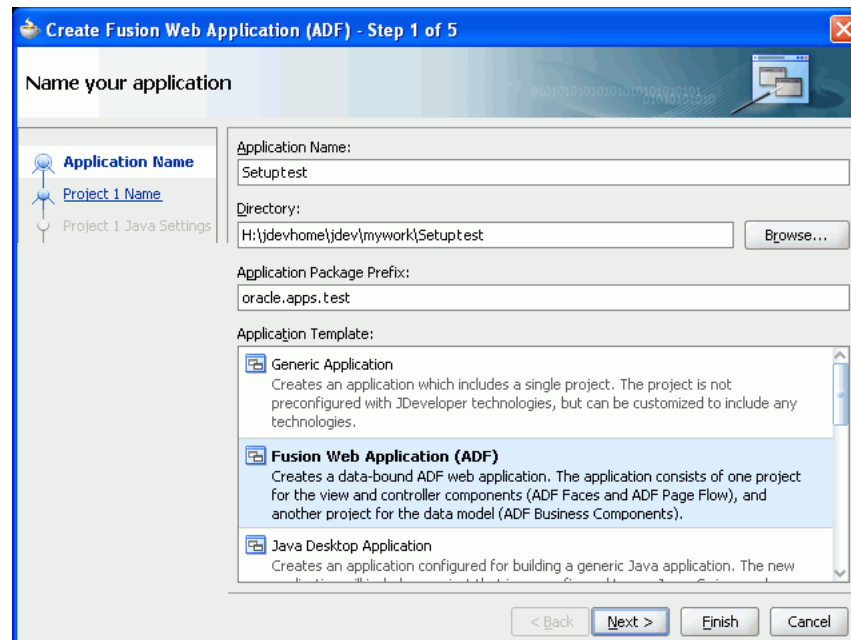 Create Fusion Web Application (ADF) - Step 1 of 5
Name your application
Application Name
Project 1 Name
Project 1 Java Settings
Application Name:
Setuptest
Directory:
H:\jdevhome\jdev\mywork\Setuptest
Browse...
Application Package Prefix:
oracle.apps.test
Application Template:
Generic Application
Creates an application which includes a single project. The project is not
preconfigured with JDeveloper technologies, but can be customized to include any
technologies.
Fusion Web Application (ADF)
Creates a data-bound ADF web application. The application consists of one project
for the view and controller components (ADF Faces and ADF Page Flow), and
another project for the data model (ADF Business Components).
Java Desktop Application
Creates an application configured for building a generic Java application. The new
< Back
Next >
Finish
Cancel